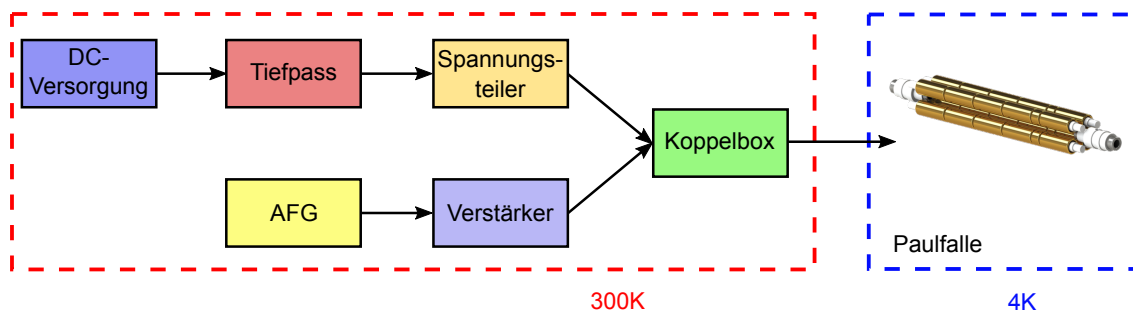 DC-
Versorgung
Tiefpass
Spannungs-
teiler
Koppelbox
AFG
Verstärker
Paulfalle
300K
4K